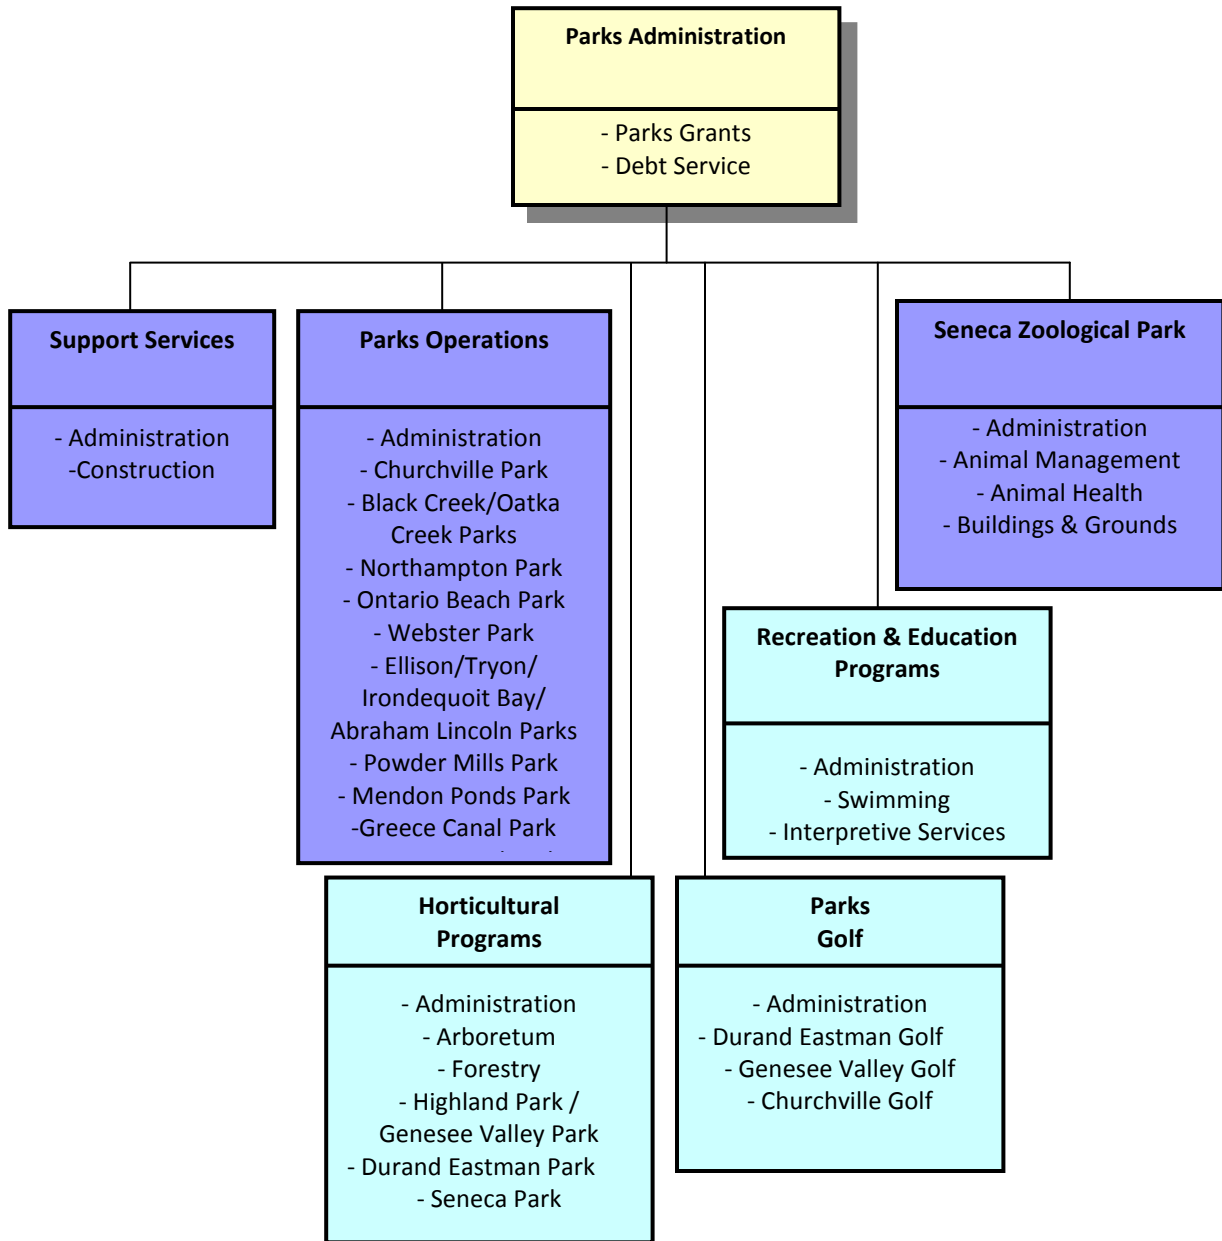 Parks Administration
- Parks Grants
- Debt Service
Support Services
- Administration
-Construction
Parks Operations
- Administration
- Churchville Park
- Black Creek/Oatka
Creek Parks
- Northampton Park
- Ontario Beach Park
- Webster Park
- Ellison/Tryon/
Irondequoit Bay/
Abraham Lincoln Parks
- Powder Mills Park
- Mendon Ponds Park
-Greece Canal Park
Seneca Zoological Park
- Administration
- Animal Management
- Animal Health
- Buildings & Grounds
Recreation & Education
Programs
- Administration
- Swimming
- Interpretive Services
Horticultural
Programs
- Administration
- Arboretum
- Forestry
- Highland Park /
Genesee Valley Park
- Durand Eastman Park
- Seneca Park
Parks
Golf
- Administration
- Durand Eastman Golf
- Genesee Valley Golf
- Churchville Golf